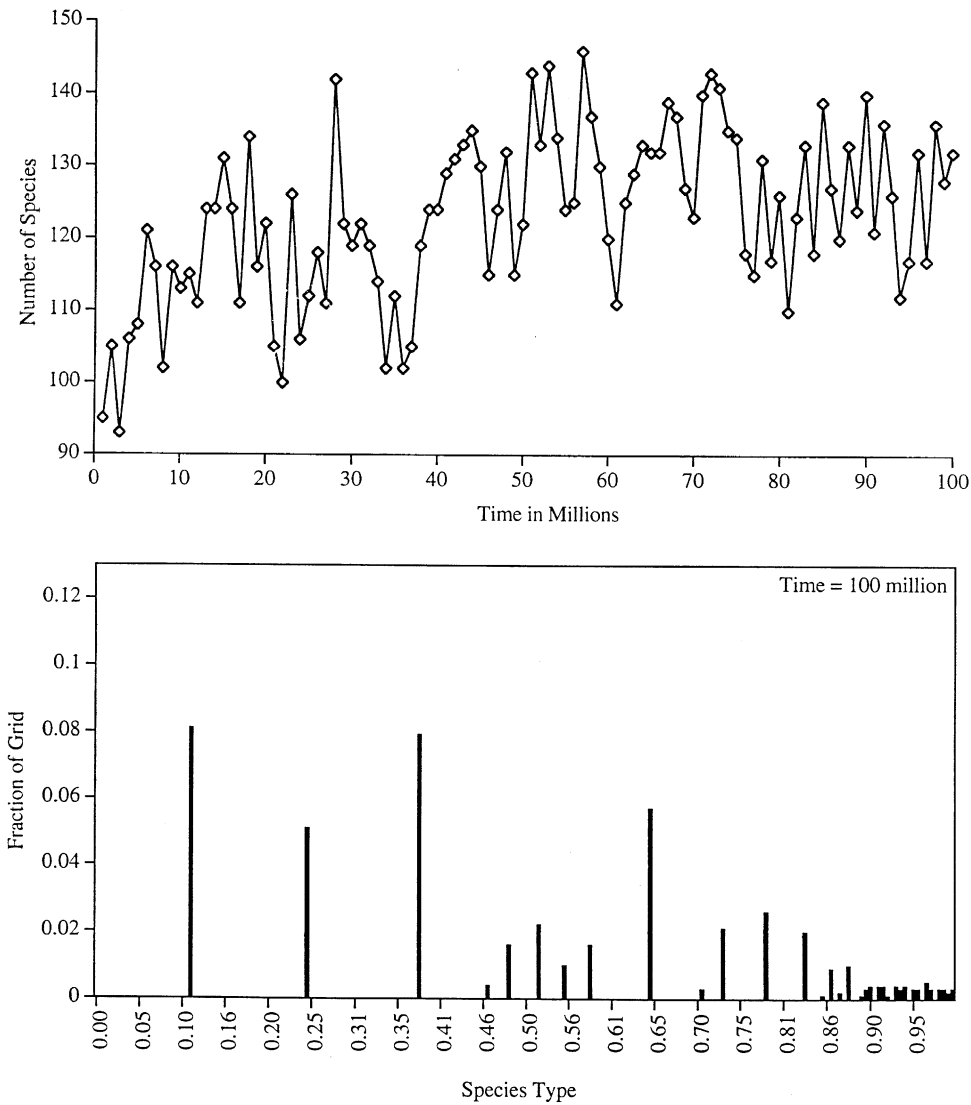 150
140
130
120
110
100
90
Number of Species
0 10 20 30 40 50 60 70 80 90 100
Time in Millions
Time = 100 million
0.12
0.1
0.08
0.06
0.04
0.02
0
Fraction of Grid
0.00 0.05 0.10 0.16 0.21 0.25 0.31 0.35 0.41 0.46 0.50 0.56 0.61 0.65 0.70 0.75 0.81 0.86 0.90 0.95
Species Type